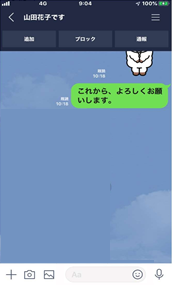 4G 9:04 100%
山田花子です
追加 ブロック 通報
既読
10:18
これから、よろしくお願
いします。
既読
10:18
Aa